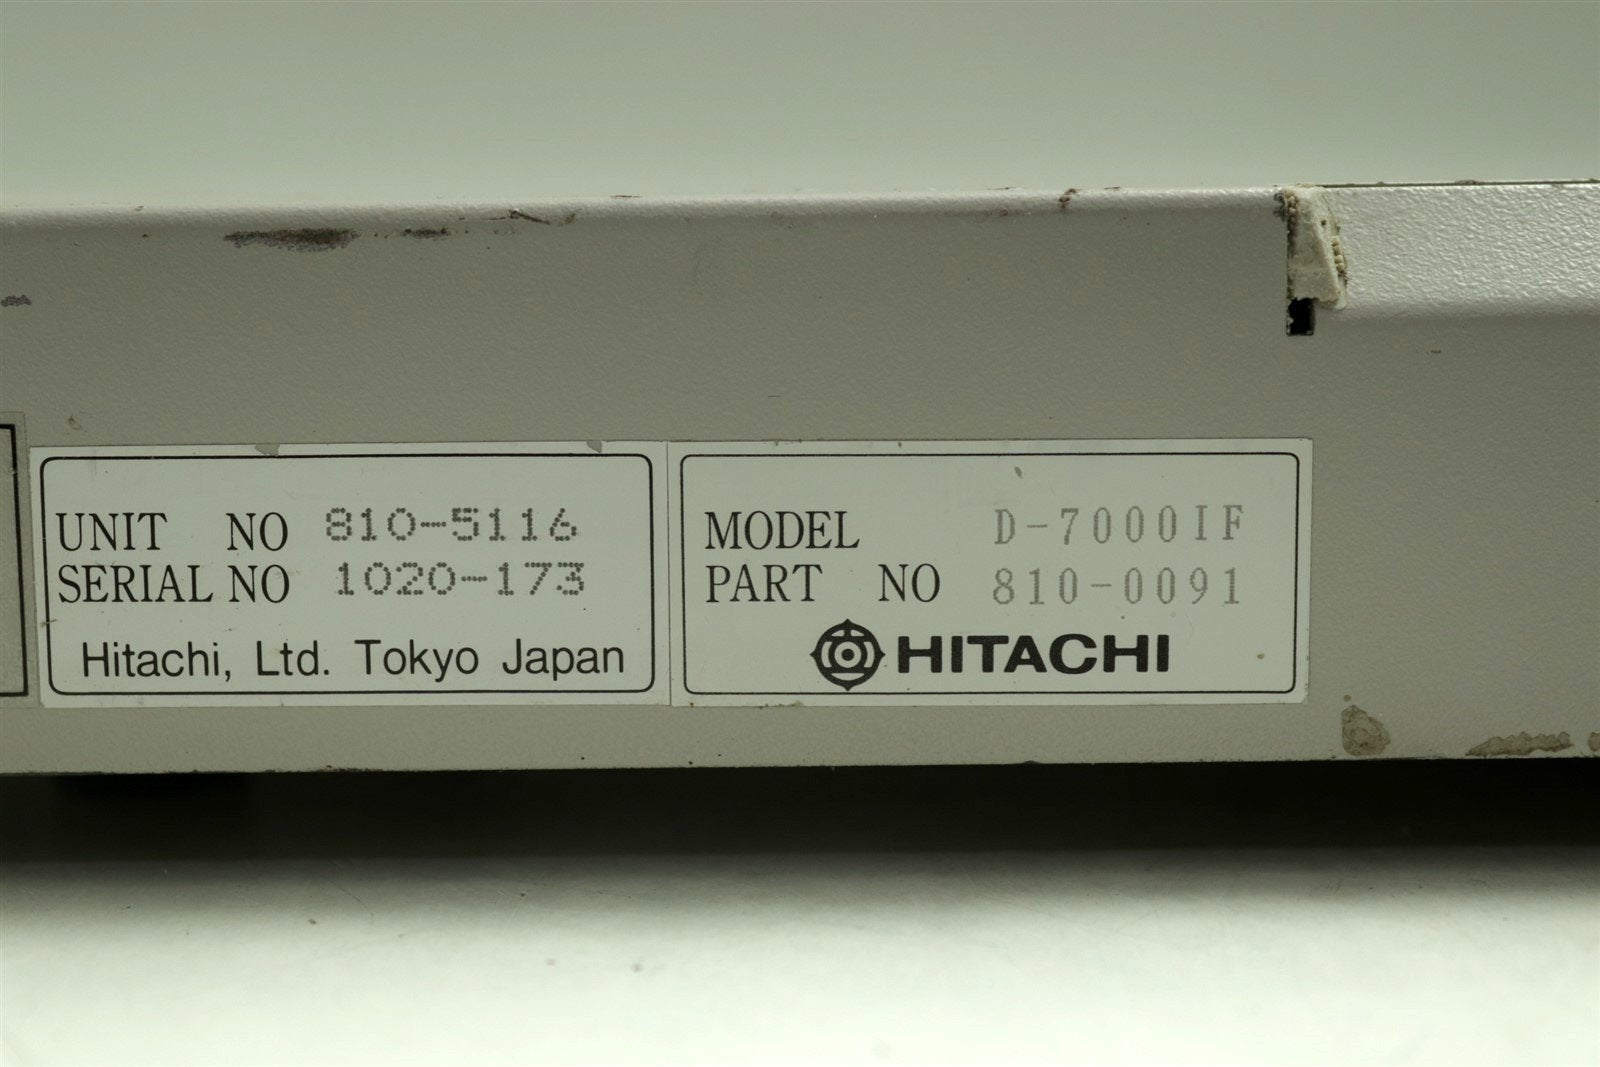 UNIT NO 810-5116
SERIAL NO 1020-173
Hitachi, Ltd. Tokyo Japan
MODEL D-7000IF
PART NO 810-0091
HITACHI